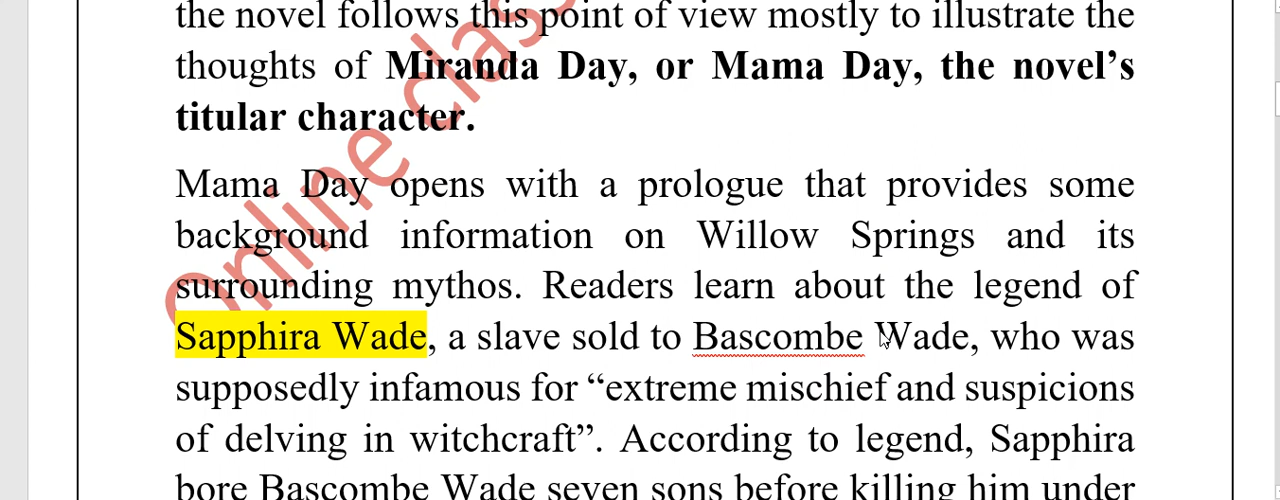 the novel follows this point of view mostly to illustrate the
thoughts of Miranda Day, or Mama Day, the novel’s
titular character.
Mama Day opens with a prologue that provides some
background information on Willow Springs and its
surrounding mythos. Readers learn about the legend of
Sapphira Wade, a slave sold to Bascombe Wade, who was
supposedly infamous for “extreme mischief and suspicions
of delving in witchcraft”. According to legend, Sapphira
bore Bascombe Wade seven sons before killing him under
Online class